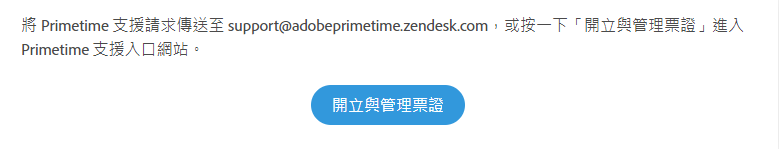 將 Primetime 支援請求傳送至 support@adobeprimetime.zendesk.com，或按一下「開立與管理票證」進入
Primetime 支援入口網站。
開立與管理票證